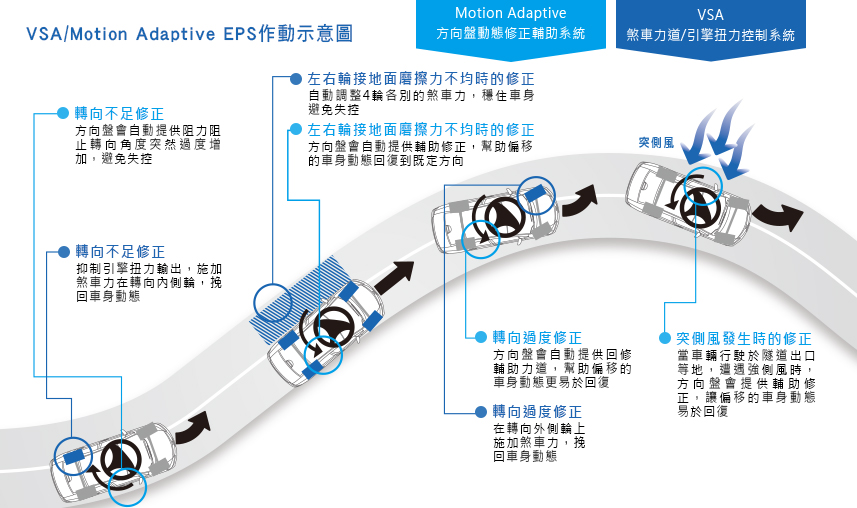 VSA/Motion Adaptive EPS作動示意圖
Motion Adaptive
方向盤動態修正輔助系統
VSA
煞車力道/引擎扭力控制系統
左右輪接地面磨擦力不均時的修正
自動調整4輪各別的煞車力，穩住車身
避免失控
左右輪接地面磨擦力不均時的修正
方向盤會自動提供輔助修正，幫助偏移
的車身動態回復到既定方向
轉向不足修正
方向盤會自動提供阻力阻
止轉向角度突然過度增
加，避免失控
轉向不足修正
抑制引擎扭力輸出，施加
煞車力在轉向內側輪，挽
回車身動態
突側風
轉向過度修正
方向盤會自動提供回修
輔助力道，幫助偏移的
車身動態更易於回復
轉向過度修正
在轉向外側輪上
施加煞車力，挽
回車身動態
突側風發生時的修正
當車輛行駛於隧道出口
等地，遭遇強側風時，
方向盤會提供輔助修
正，讓偏移的車身動態
易於回復